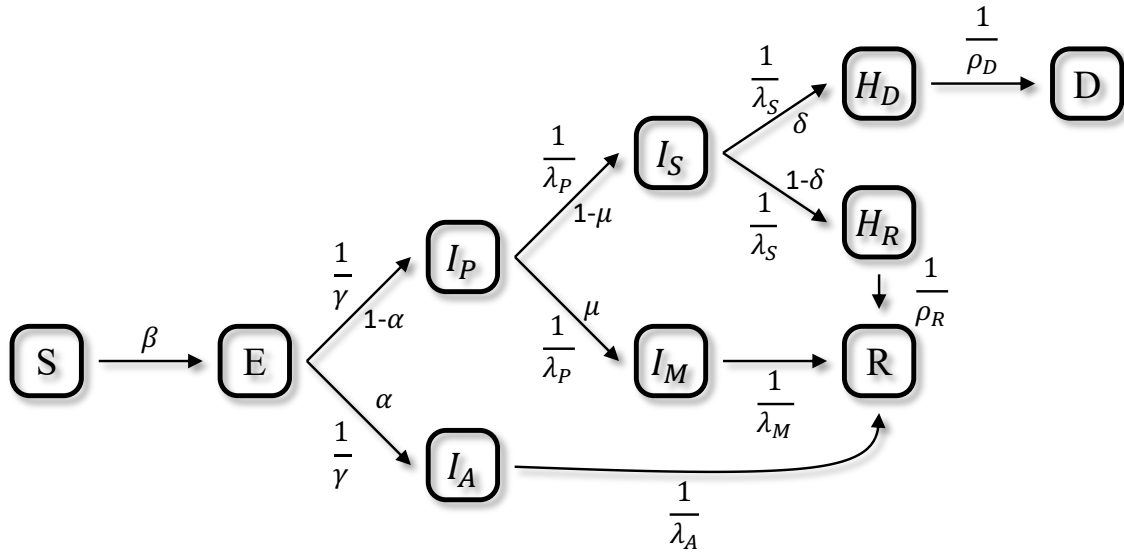 1/ρ_D
H_D
D
1/λ_S
δ
1/λ_P
I_S
1-δ
1-μ
1/λ_S
H_R
1/γ
I_P
1/ρ_R
1-α
μ
β
1/λ_P
S
E
I_M
R
α
1/λ_M
1/γ
I_A
1/λ_A